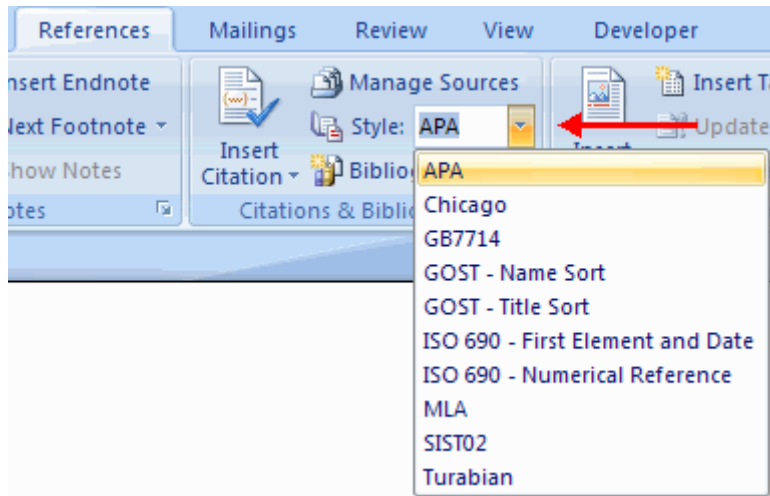 References Mailings Review View Developer
nsert Endnote Manage Sources Insert T
Next Footnote Style: APA Update
Insert Citation Insert
how Notes Biblio
otes Citations & Biblio
APA
Chicago
GB7714
GOST - Name Sort
GOST - Title Sort
ISO 690 - First Element and Date
ISO 690 - Numerical Reference
MLA
SIST02
Turabian